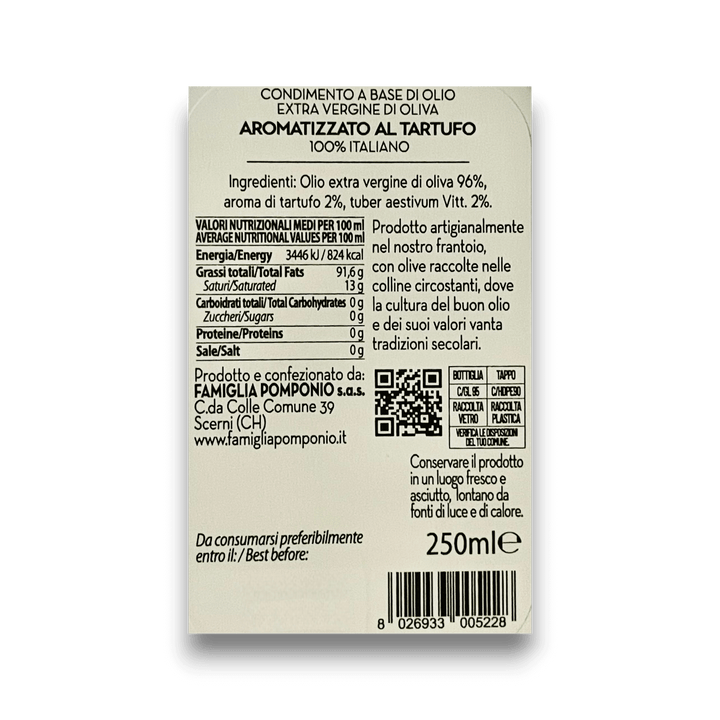 CONDIMENTO A BASE DI OLIO
EXTRA VERGINE DI OLIVA
AROMATIZZATO AL TARTUFO
100% ITALIANO
Ingredienti: Olio extra vergine di oliva 96%,
aroma di tartufo 2%, tuber aestivum Vitt. 2%.
VALORI NUTRIZIONALI MEDI PER 100 ml
AVERAGE NUTRITIONAL VALUES PER 100 ml
Energia/Energy 3446 kJ / 824 kcal
Grassi totali/Total Fats 91,6 g
Saturi/Saturated 13 g
Carboidrati totali/Total Carbohydrates 0 g
Zuccheri/Sugars 0 g
Proteine/Proteins 0 g
Sale/Salt 0 g
Prodotto artigianalmente
nel nostro frantoio,
con olive raccolte nelle
colline circostanti, dove
la cultura del buon olio
e dei suoi valori vanta
tradizioni secolari.
Prodotto e confezionato da:
FAMIGLIA POMPONIO s.a.s.
C.da Colle Comune 39
Scerni (CH)
www.famigliapomponio.it
BOTTIGLIA TAPPO
C/GL 95 C/HDPE90
RACCOLTA RACCOLTA
VETRO PLASTICA
VERIFICA LE DISPOSIZIONI
DEL TUO COMUNE.
Conservare il prodotto
in un luogo fresco e
asciutto, lontano da
fonti di luce e di calore.
Da consumarsi preferibilmente
entro il: / Best before:
250ml℮
8 026933 005228